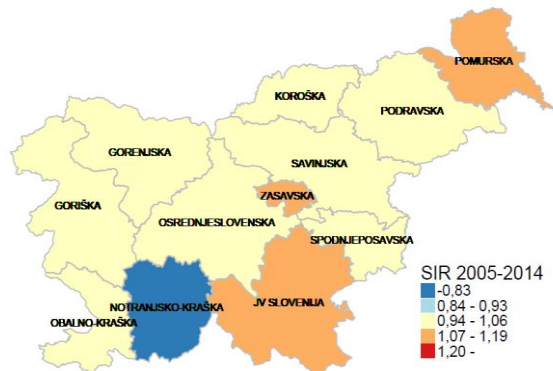 POMURSKA
KOROŠKA
PODRAVSKA
GORENJSKA
SAVINJSKA
ZASAVSKA
GORIŠKA
OSREDNJESLOVENSKA
SPODNJEPOSAVSKA
NOTRANJSKO-KRAŠKA
JV SLOVENIJA
OBALNO-KRAŠKA
SIR 2005-2014
-0,83
0,84 - 0,93
0,94 - 1,06
1,07 - 1,19
1,20 -